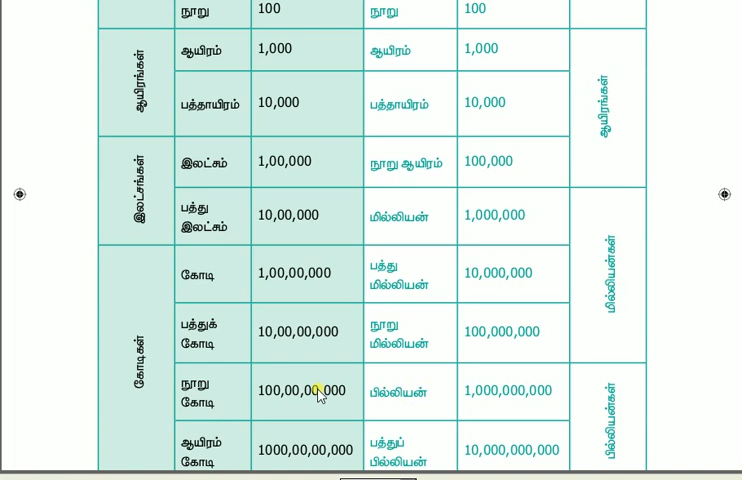 நூறு 100 நூறு 100
ஆயிரங்கள் ஆயிரம் 1,000 ஆயிரம் 1,000 ஆயிரங்கள்
பத்தாயிரம் 10,000 பத்தாயிரம் 10,000
இலட்சங்கள் இலட்சம் 1,00,000 நூறு ஆயிரம் 100,000
பத்து
இலட்சம் 10,00,000 மில்லியன் 1,000,000 மில்லியன்கள்
கோடிகள் கோடி 1,00,00,000 பத்து
மில்லியன் 10,000,000
பத்துக்
கோடி 10,00,00,000 நூறு
மில்லியன் 100,000,000
நூறு
கோடி 100,00,00,000 பில்லியன் 1,000,000,000 பில்லியன்கள்
ஆயிரம்
கோடி 1000,00,00,000 பத்துப்
பில்லியன் 10,000,000,000